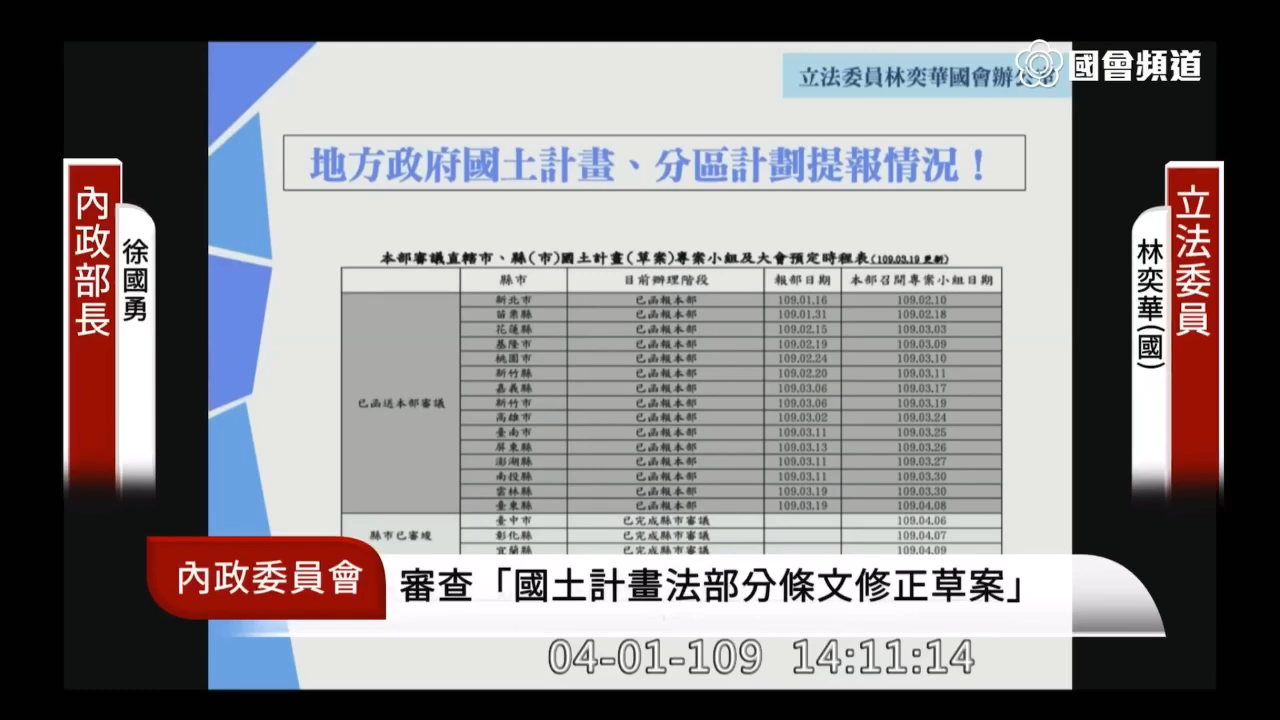 國會頻道
立法委員林奕華國會辦公室
地方政府國土計畫、分區計劃提報情況！
內政部長
徐國勇
立法委員
林奕華(國)
本部審議直轄市、縣(市)國土計畫(草案)專案小組及大會預定時程表(109.03.19 更新)
縣市 目前辦理階段 報部日期 本部召開專案小組日期
新北市 已函報本部 109.01.16 109.02.10
苗栗縣 已函報本部 109.01.31 109.02.18
花蓮縣 已函報本部 109.02.15 109.03.03
基隆市 已函報本部 109.02.19 109.03.09
桃園市 已函報本部 109.02.24 109.03.10
新竹縣 已函報本部 109.02.20 109.03.11
嘉義縣 已函報本部 109.03.06 109.03.17
已函送本部審議 新竹市 已函報本部 109.03.06 109.03.19
高雄市 已函報本部 109.03.02 109.03.24
臺南市 已函報本部 109.03.11 109.03.25
屏東縣 已函報本部 109.03.13 109.03.26
澎湖縣 已函報本部 109.03.11 109.03.27
南投縣 已函報本部 109.03.11 109.03.30
雲林縣 已函報本部 109.03.19 109.03.30
臺東縣 已函報本部 109.03.19 109.04.08
臺中市 已完成縣市審議 109.04.06
縣市已審竣 彰化縣 已完成縣市審議 109.04.07
宜蘭縣 已完成縣市審議 109.04.09
內政委員會
審查「國土計畫法部分條文修正草案」
04-01-109 14:11:14